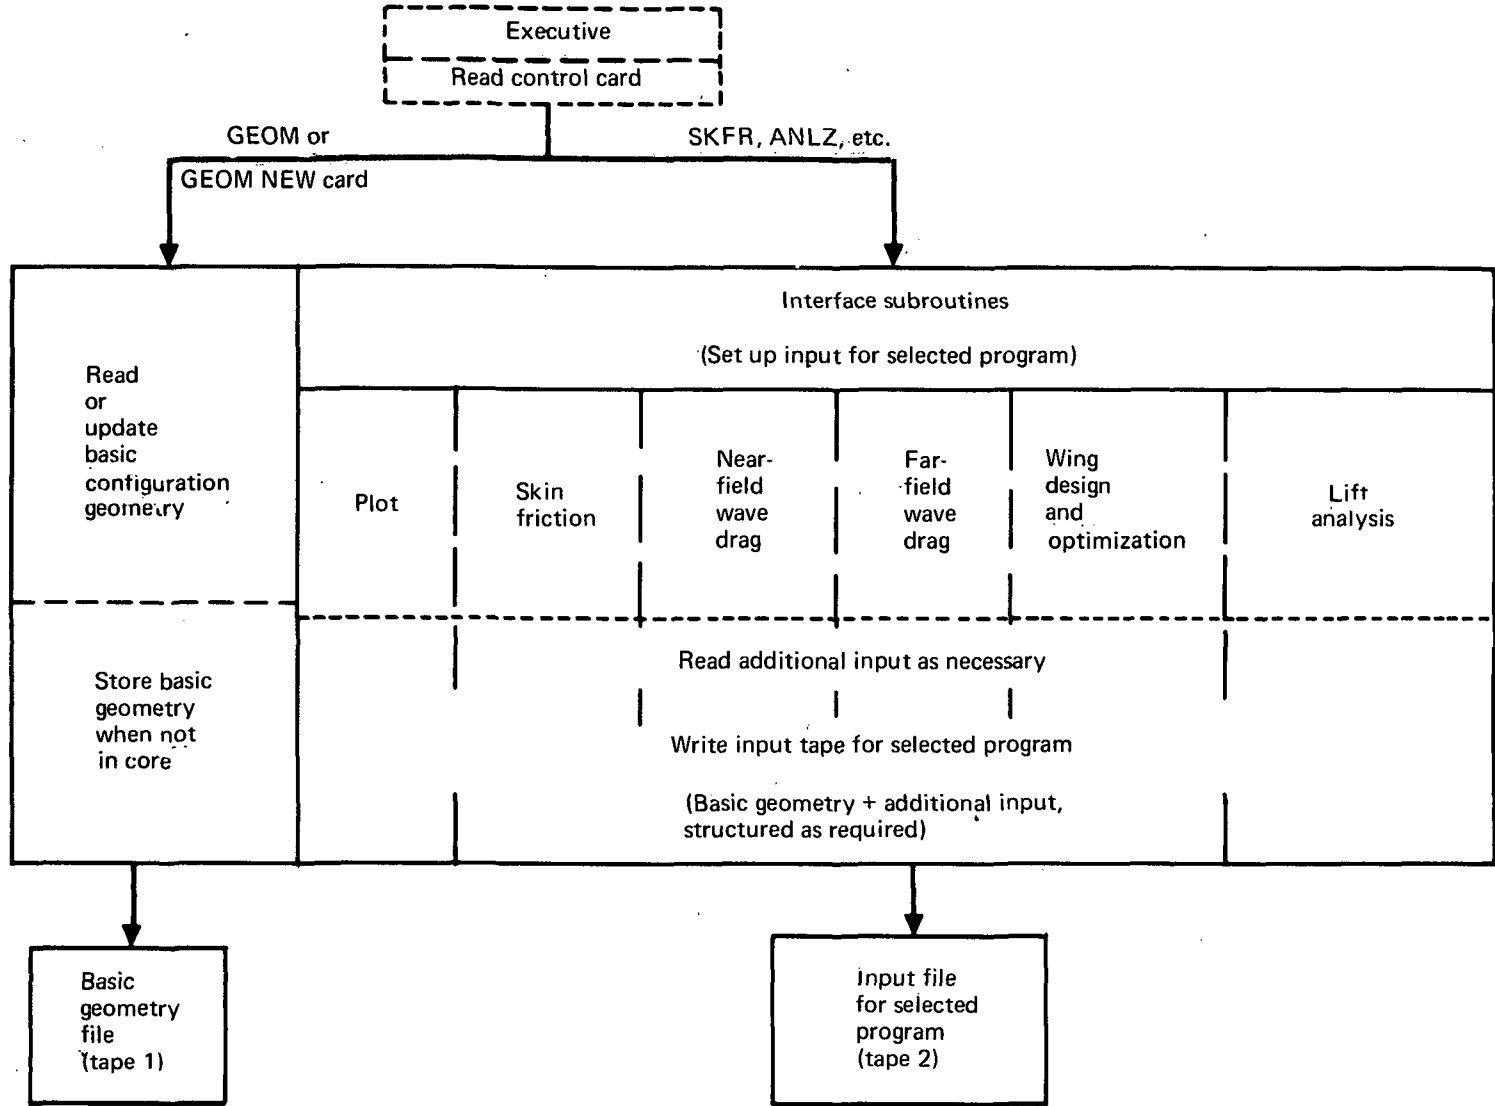 Executive
Read control card
GEOM or
GEOM NEW card
SKFR, ANLZ, etc.
Interface subroutines
(Set up input for selected program)
Read
or
update
basic
configuration
geometry
Plot
Skin
friction
Near-
field
wave
drag
Far-
field
wave
drag
Wing
design
and
optimization
Lift
analysis
Store basic
geometry
when not
in core
Read additional input as necessary
Write input tape for selected program
(Basic geometry + additional input,
structured as required)
Basic
geometry
file
(tape 1)
Input file
for selected
program
(tape 2)